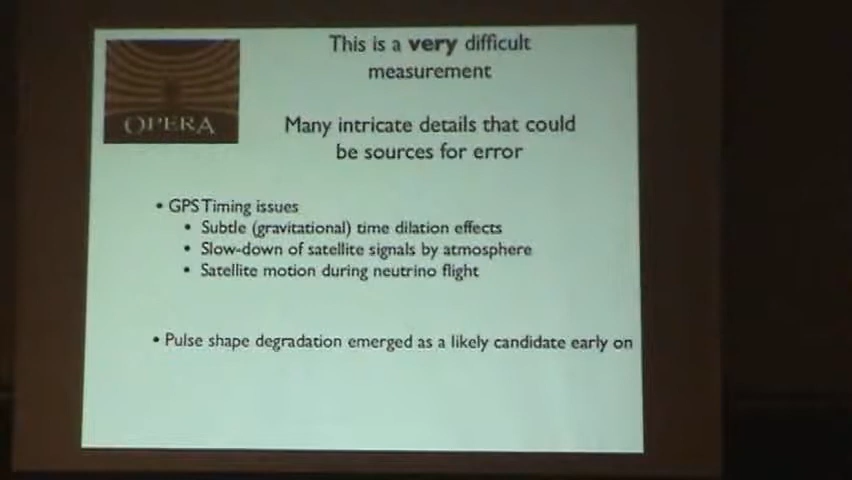 OPERA
This is a very difficult
measurement
Many intricate details that could
be sources for error
• GPS Timing issues
• Subtle (gravitational) time dilation effects
• Slow-down of satellite signals by atmosphere
• Satellite motion during neutrino flight
• Pulse shape degradation emerged as a likely candidate early on